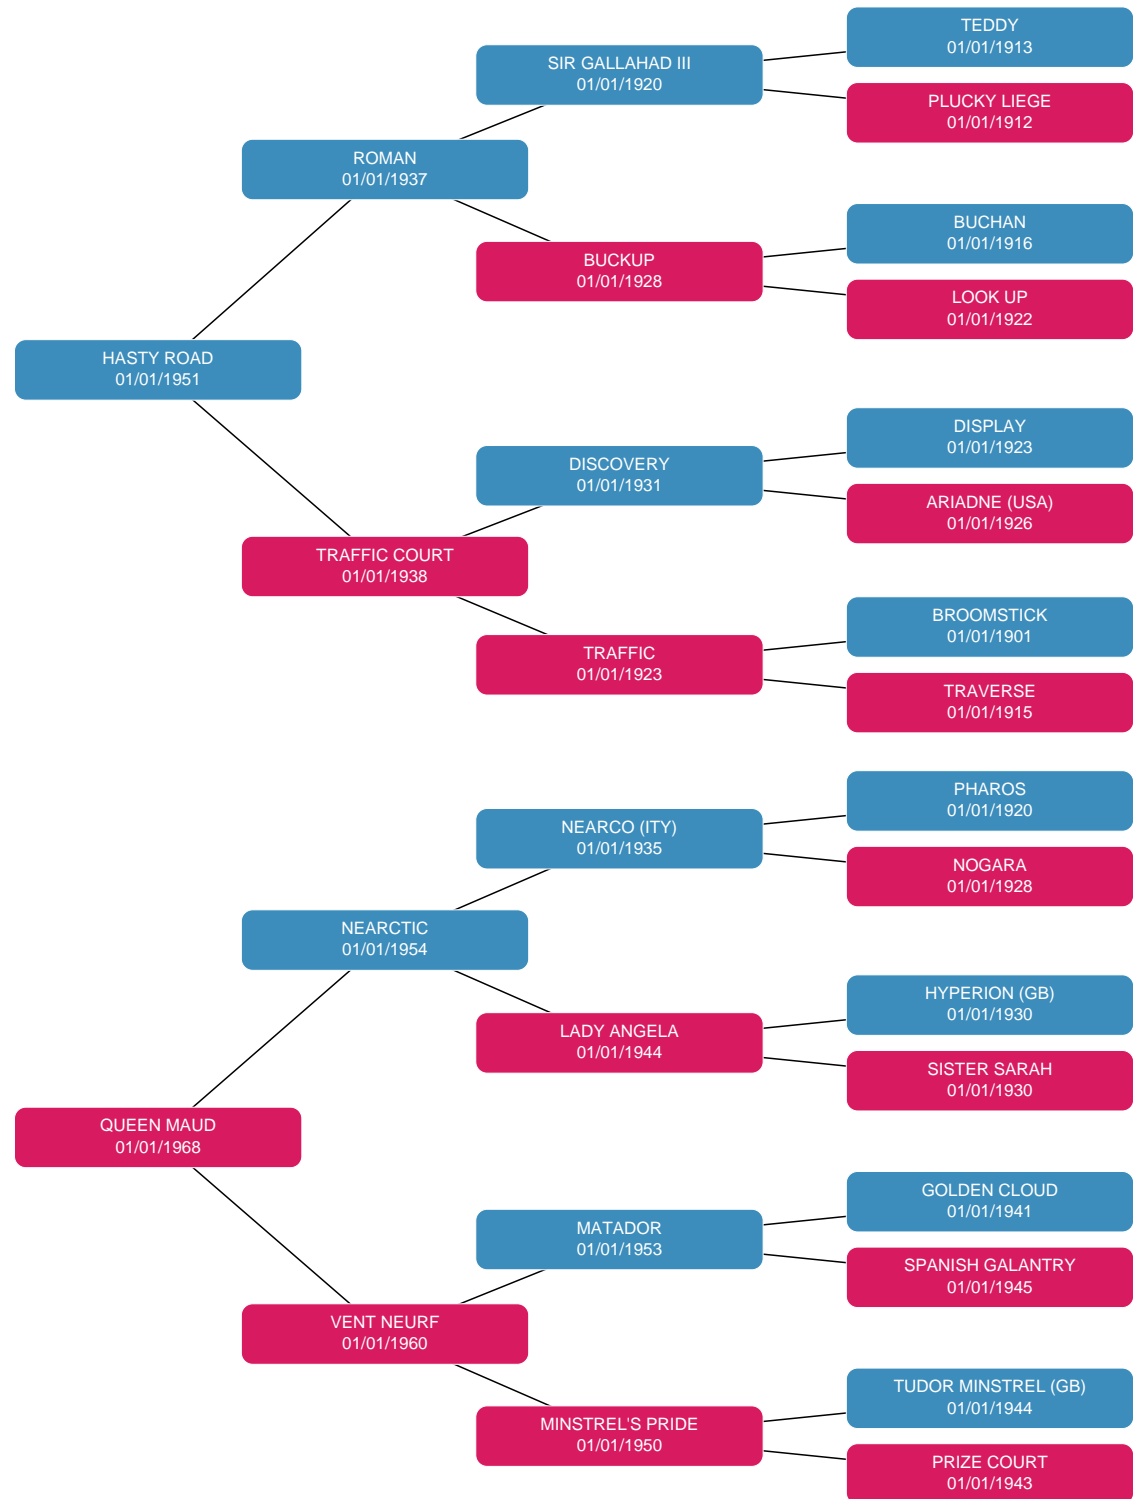 TEDDY
01/01/1913
SIR GALLAHAD III
01/01/1920
PLUCKY LIEGE
01/01/1912
ROMAN
01/01/1937
BUCHAN
01/01/1916
BUCKUP
01/01/1928
LOOK UP
01/01/1922
HASTY ROAD
01/01/1951
DISPLAY
01/01/1923
DISCOVERY
01/01/1931
ARIADNE (USA)
01/01/1926
TRAFFIC COURT
01/01/1938
BROOMSTICK
01/01/1901
TRAFFIC
01/01/1923
TRAVERSE
01/01/1915
PHAROS
01/01/1920
NEARCO (ITY)
01/01/1935
NOGARA
01/01/1928
NEARCTIC
01/01/1954
HYPERION (GB)
01/01/1930
LADY ANGELA
01/01/1944
SISTER SARAH
01/01/1930
QUEEN MAUD
01/01/1968
GOLDEN CLOUD
01/01/1941
MATADOR
01/01/1953
SPANISH GALANTRY
01/01/1945
VENT NEURF
01/01/1960
TUDOR MINSTREL (GB)
01/01/1944
MINSTREL'S PRIDE
01/01/1950
PRIZE COURT
01/01/1943